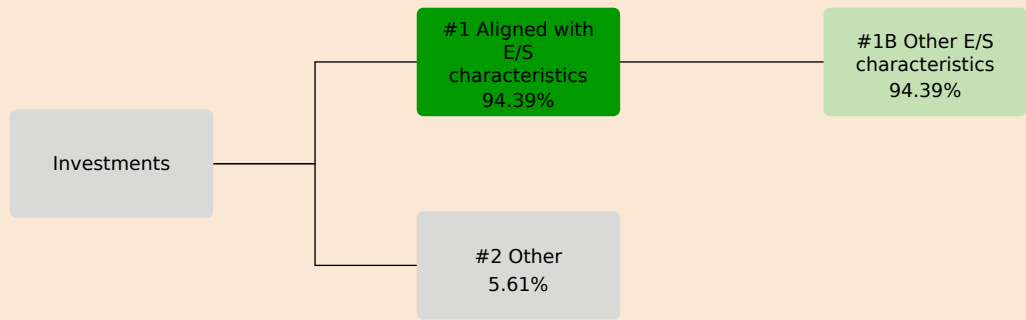 Investments
#1 Aligned with
E/S
characteristics
94.39%
#1B Other E/S
characteristics
94.39%
#2 Other
5.61%